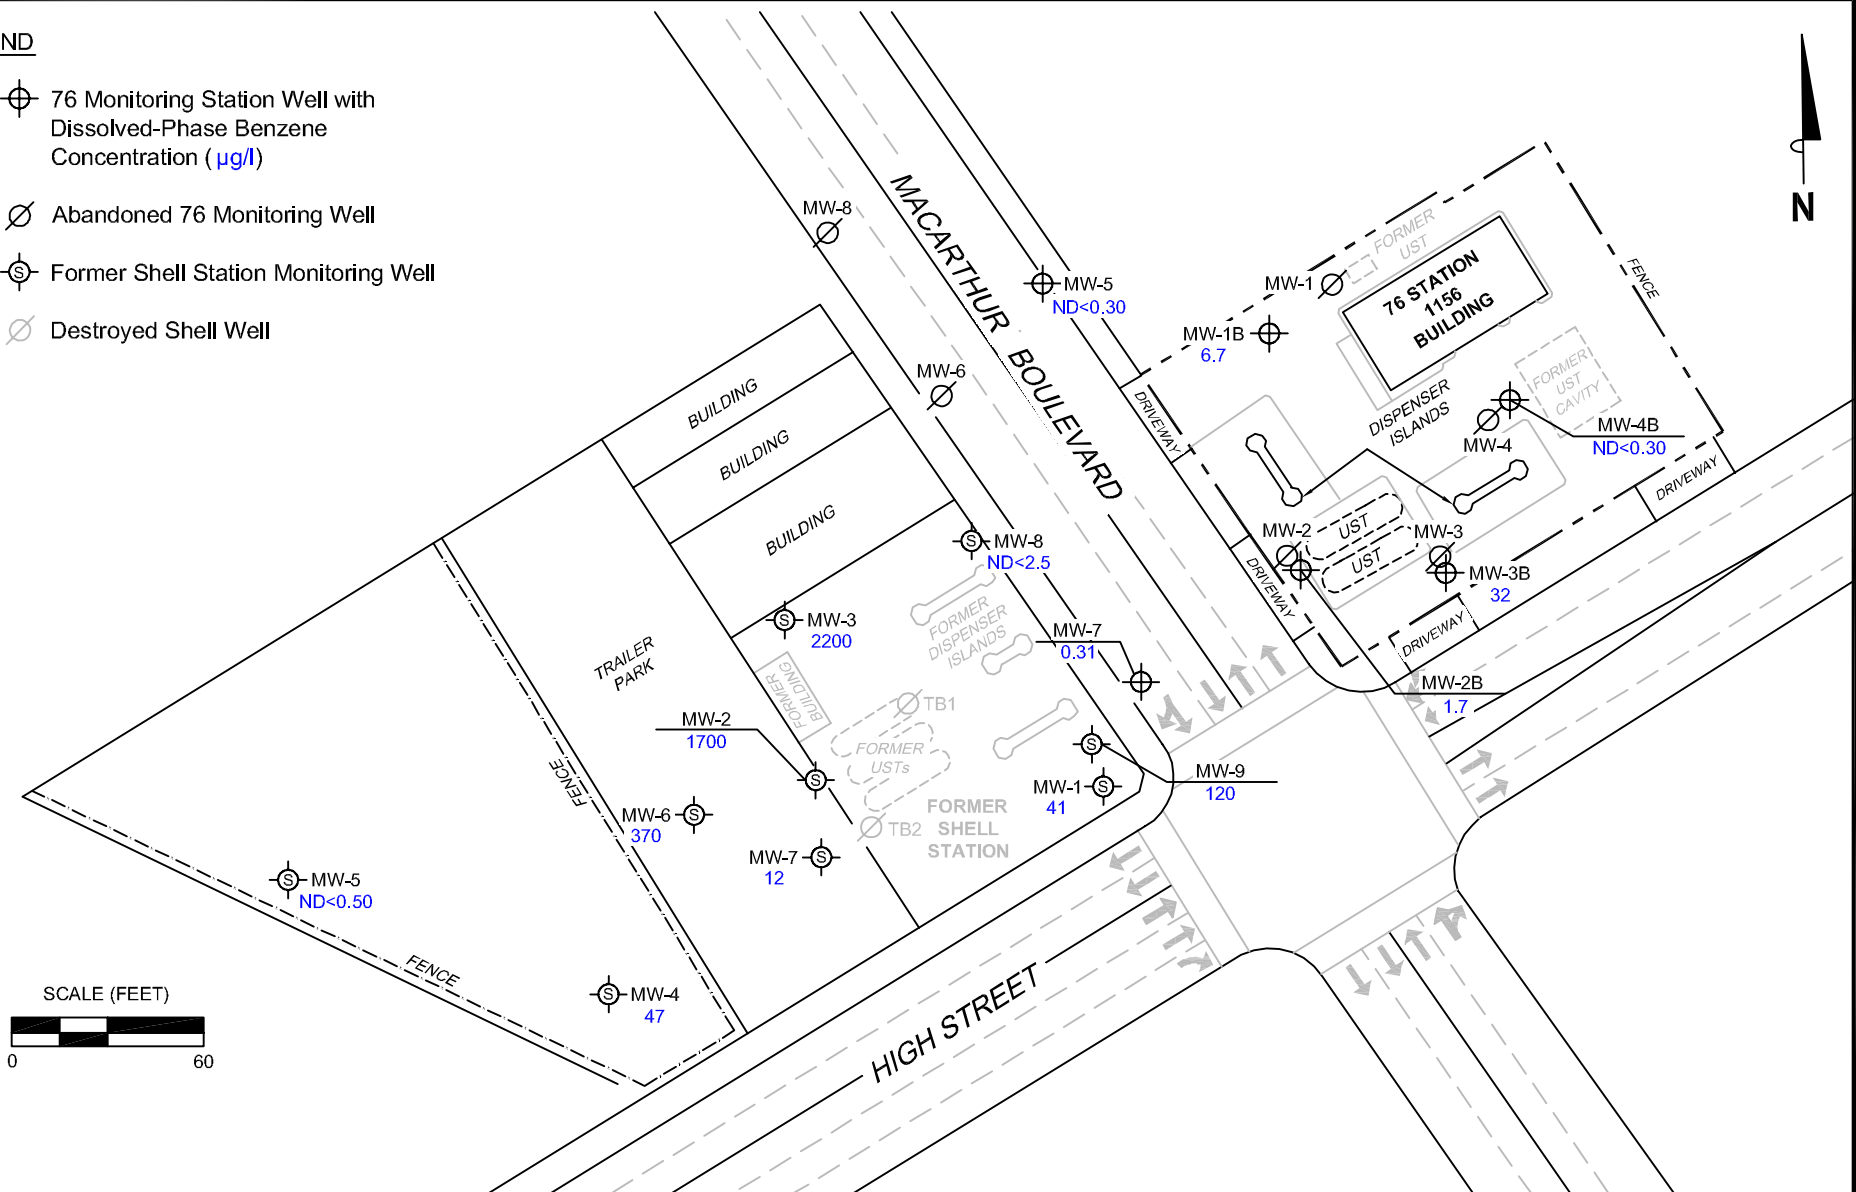 ND
76 Monitoring Station Well with
Dissolved-Phase Benzene
Concentration (µg/l)
Abandoned 76 Monitoring Well
S
Former Shell Station Monitoring Well
Destroyed Shell Well
N
MACARTHUR BOULEVARD
MW-8
MW-5
ND<0.30
MW-6
FORMER
UST
76 STATION
1156
BUILDING
FENCE
MW-1
MW-1B
6.7
DRIVEWAY
DISPENSER
ISLANDS
FORMER
UST
CAVITY
MW-4
MW-4B
ND<0.30
DRIVEWAY
MW-2
UST
UST
MW-3
MW-3B
32
DRIVEWAY
DRIVEWAY
MW-2B
1.7
BUILDING
BUILDING
BUILDING
S
MW-8
ND<2.5
S
MW-3
2200
FORMER
DISPENSER
ISLANDS
MW-7
0.31
TRAILER
PARK
FORMER
BUILDING
TB1
MW-2
1700
S
FORMER
USTs
S
MW-9
120
MW-1
41
S
FENCE
MW-6
370
S
TB2
FORMER
SHELL
STATION
MW-7
12
S
S
MW-5
ND<0.50
FENCE
S
MW-4
47
HIGH STREET
SCALE (FEET)
0
60